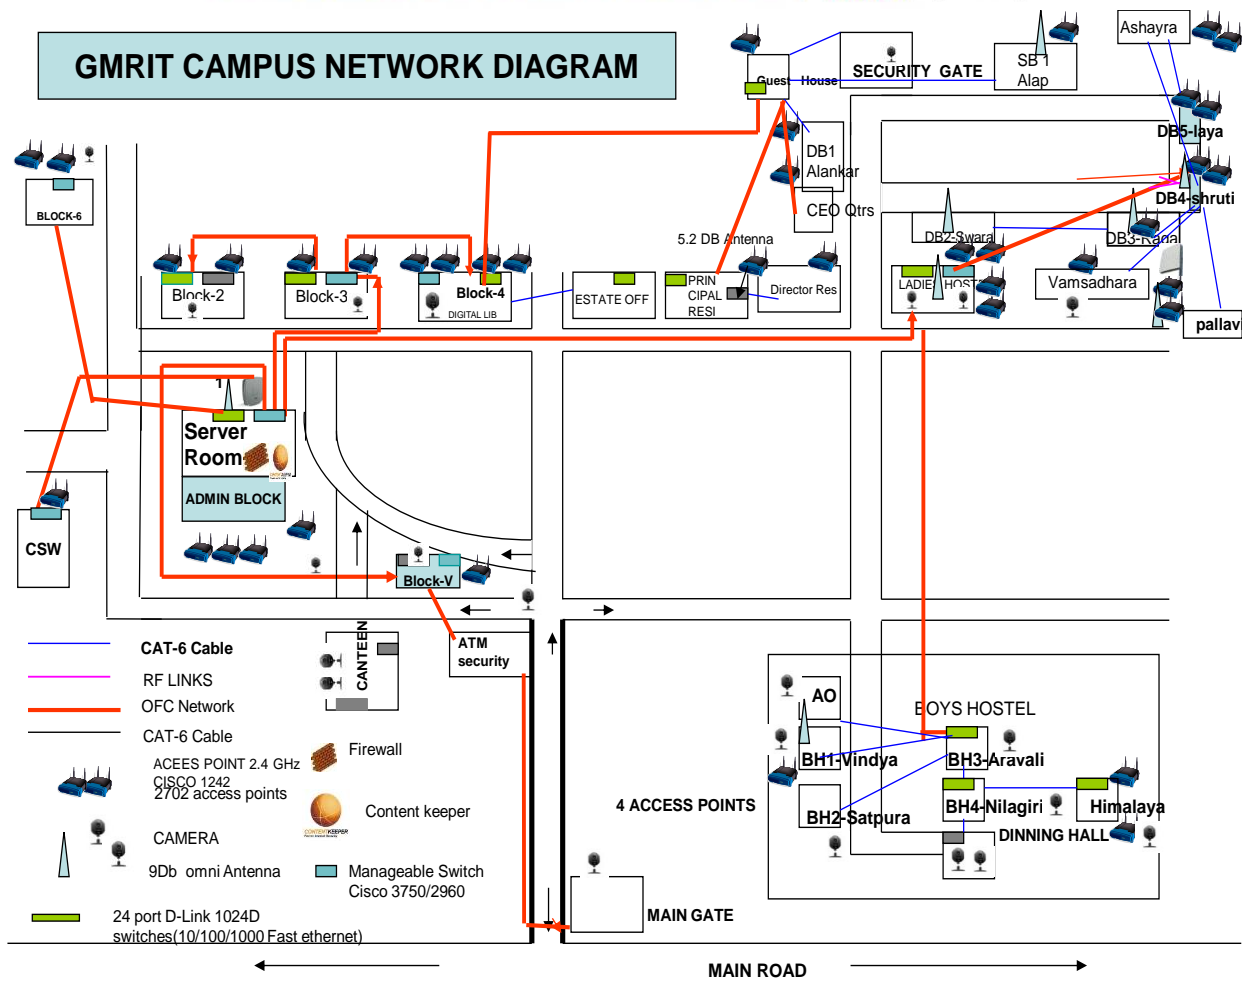 GMRIT CAMPUS NETWORK DIAGRAM
Guest House
SECURITY GATE
SB 1
Alap
Ashayra
DB5-laya
DB1
Alankar
DB4-shruti
CEO Qtrs
BLOCK-6
5.2 DB Antenna
DB2-Swara
DB3-Ragal
Block-2
Block-3
Block-4
DIGITAL LIB
ESTATE OFF
PRIN
CIPAL
RESI
Director Res
LADIES HOST
Vamsadhara
pallavi
1
Server
Room
ADMIN BLOCK
CSW
Block-V
ATM
security
CANTEEN
CAT-6 Cable
RF LINKS
OFC Network
CAT-6 Cable
ACEES POINT 2.4 GHz
CISCO 1242
2702 access points
Firewall
Content keeper
CONTENTKEEPER
CAMERA
9Db omni Antenna
Manageable Switch
Cisco 3750/2960
24 port D-Link 1024D
switches(10/100/1000 Fast ethernet)
AO
BOYS HOSTEL
BH1-Vindya
BH3-Aravali
4 ACCESS POINTS
BH2-Satpura
BH4-Nilagiri
Himalaya
DINNING HALL
MAIN GATE
MAIN ROAD